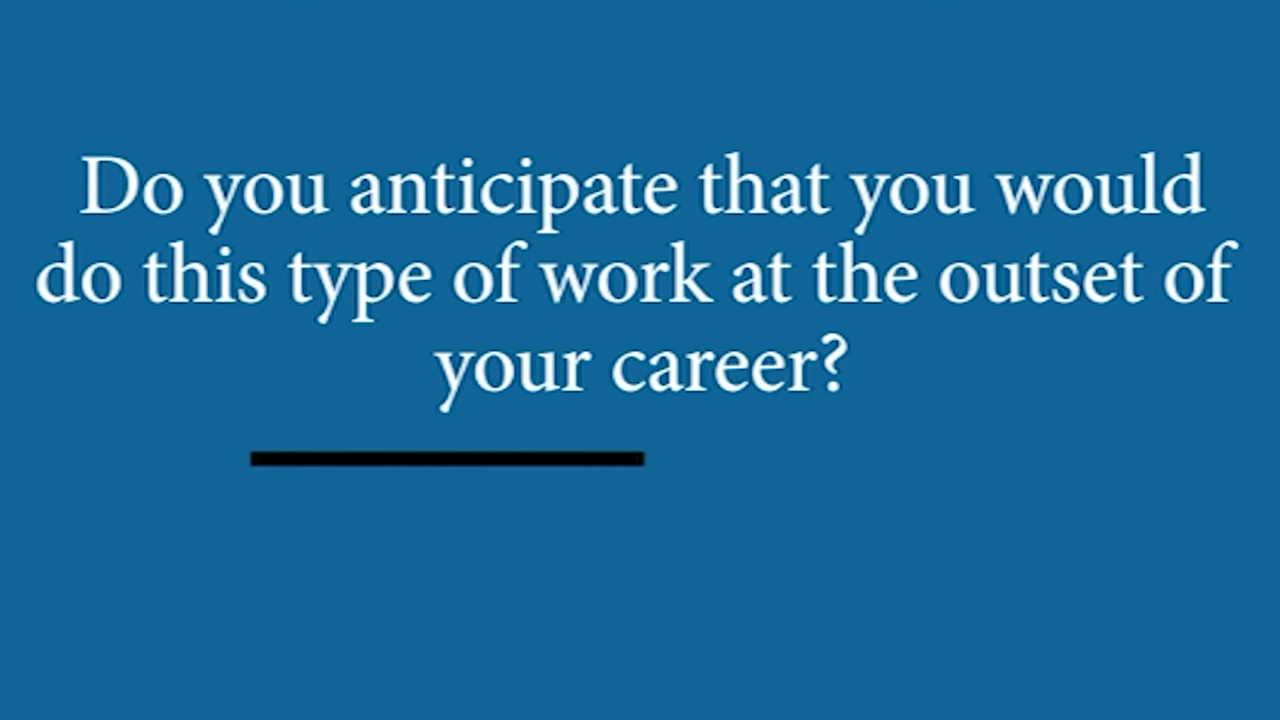 Do you anticipate that you would
do this type of work at the outset of
your career?